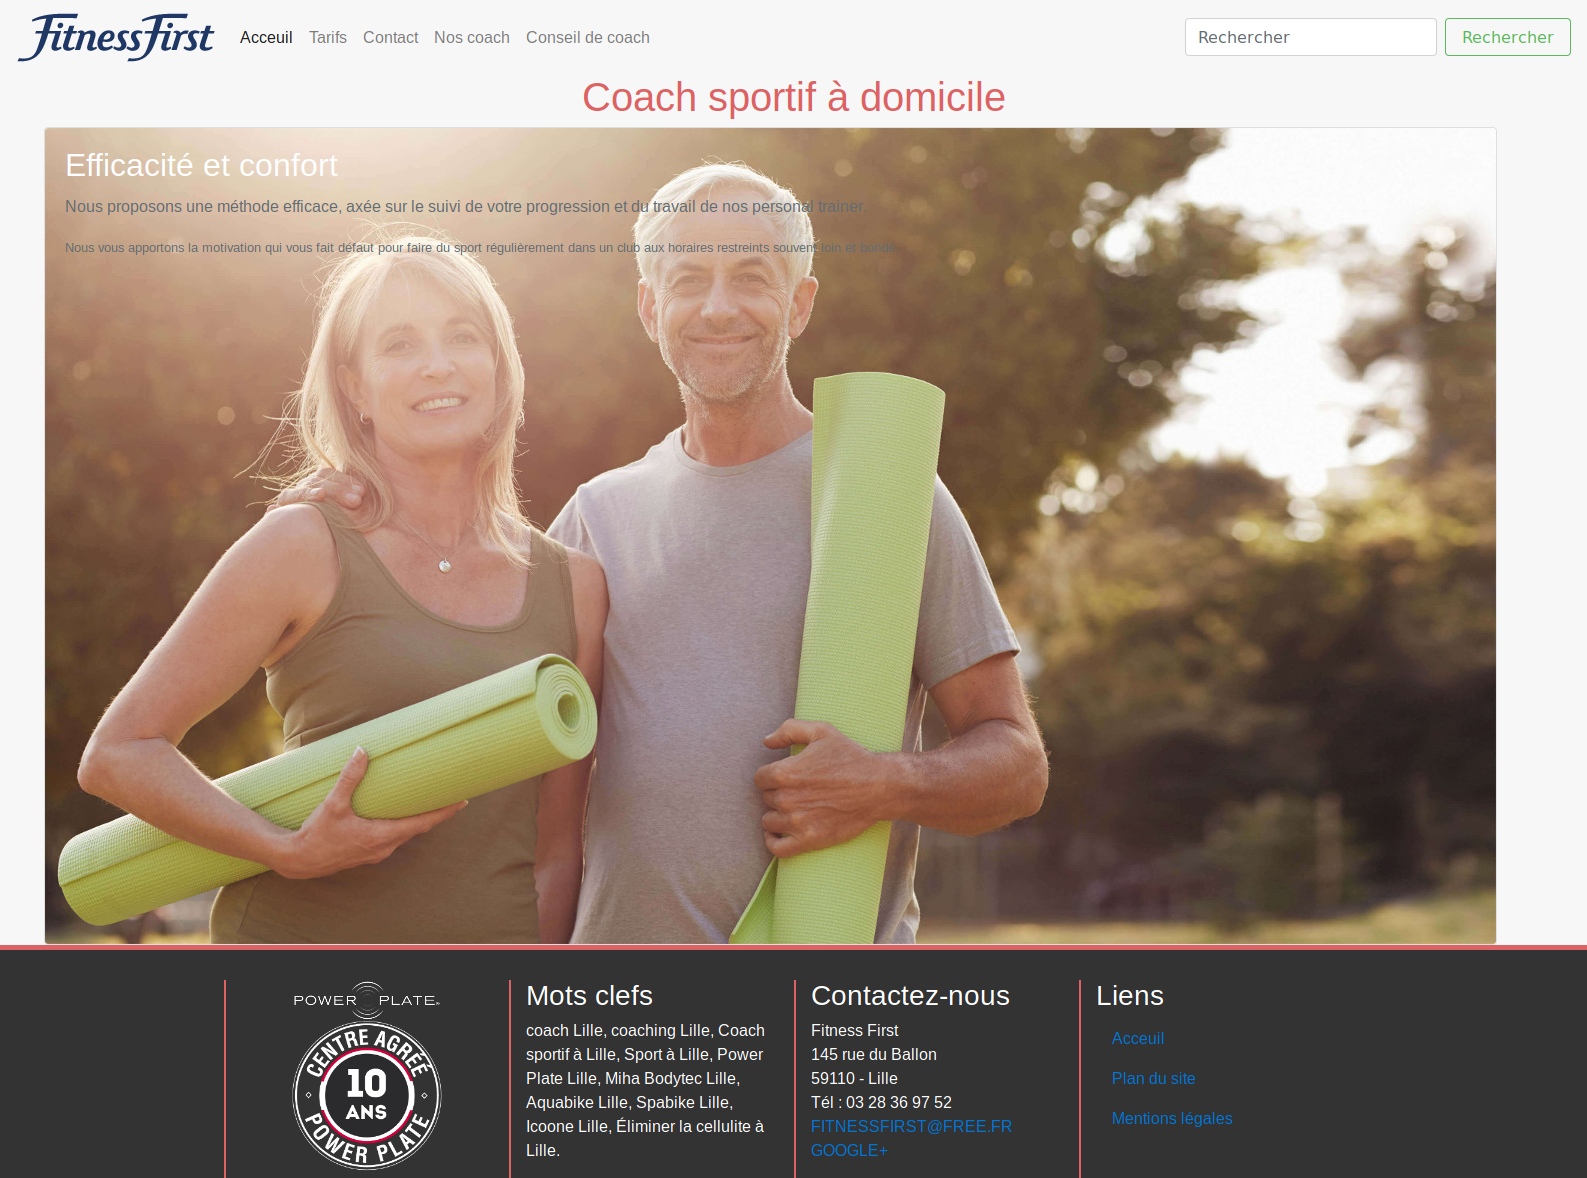 FitnessFirst
Acceuil Tarifs Contact Nos coach Conseil de coach
Rechercher Rechercher
Coach sportif à domicile
Efficacité et confort
Nous proposons une méthode efficace, axée sur le suivi de votre progression et du travail de nos personal trainer.
Nous vous apportons la motivation qui vous fait défaut pour faire du sport régulièrement dans un club aux horaires restreints souvent loin et
POWER PLATE
CENTRE AGRÉÉ
10
ANS
POWER PLATE
Mots clefs
coach Lille, coaching Lille, Coach
sportif à Lille, Sport à Lille, Power
Plate Lille, Miha Bodytec Lille,
Aquabike Lille, Spabike Lille,
Icoone Lille, Éliminer la cellulite à
Lille.
Contactez-nous
Fitness First
145 rue du Ballon
59110 - Lille
Tél : 03 28 36 97 52
FITNESSFIRST@FREE.FR
GOOGLE+
Liens
Acceuil
Plan du site
Mentions légales